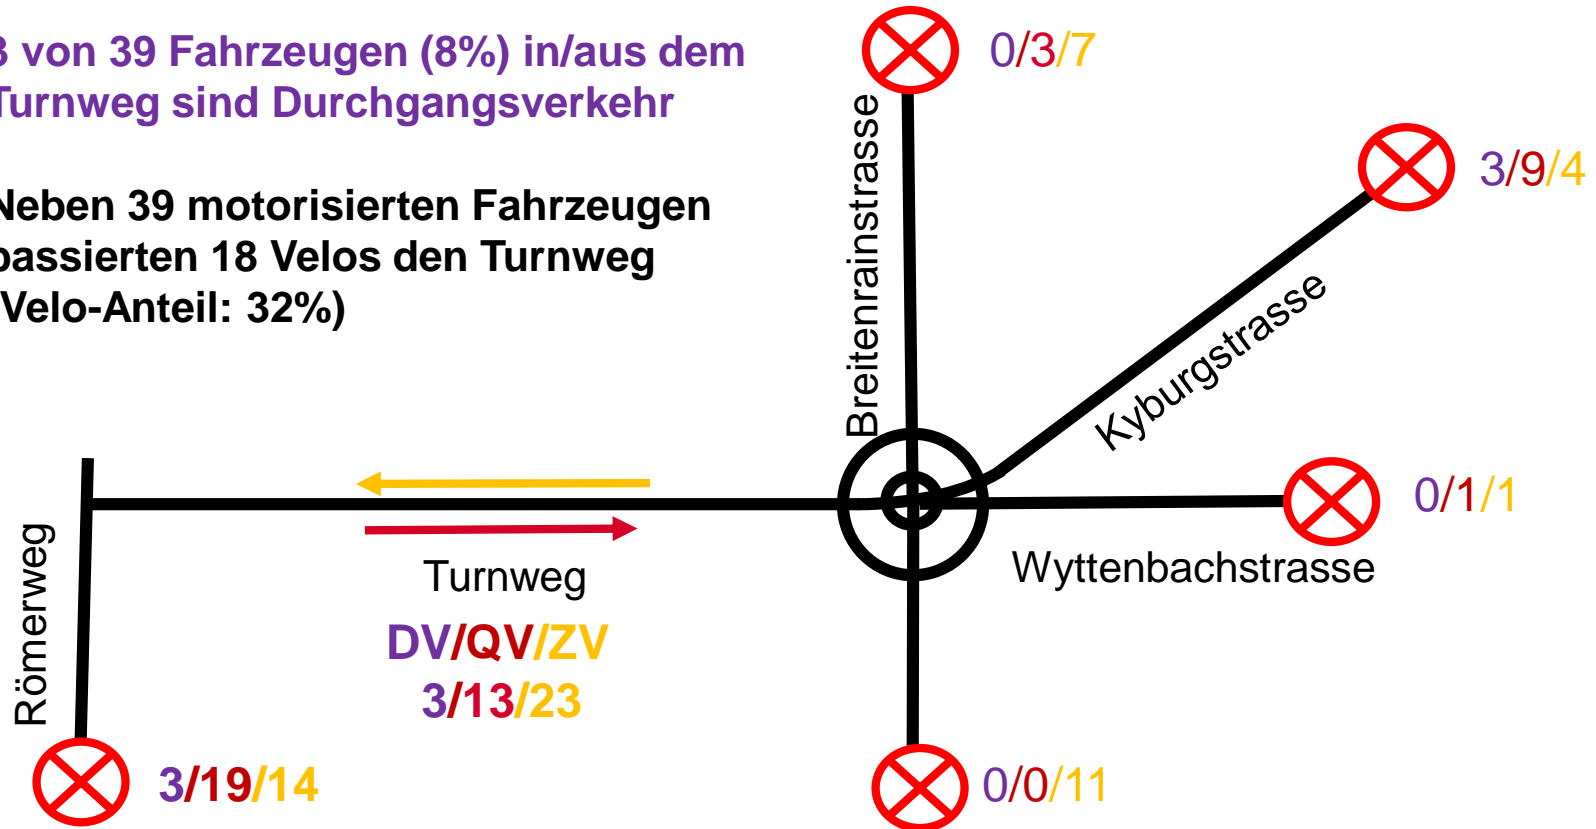 3 von 39 Fahrzeugen (8%) in/aus dem
Turnweg sind Durchgangsverkehr
Neben 39 motorisierten Fahrzeugen
passierten 18 Velos den Turnweg
(Velo-Anteil: 32%)
0/3/7
3/9/4
Breitenrainstrasse
Kyburgstrasse
0/1/1
Wyttenbachstrasse
Turnweg
DV/QV/ZV
3/13/23
Römerweg
3/19/14
0/0/11